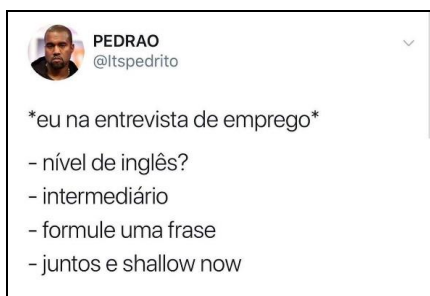 PEDRAO
@Itspedrito
*eu na entrevista de emprego*
- nível de inglês?
- intermediário
- formule uma frase
- juntos e shallow now